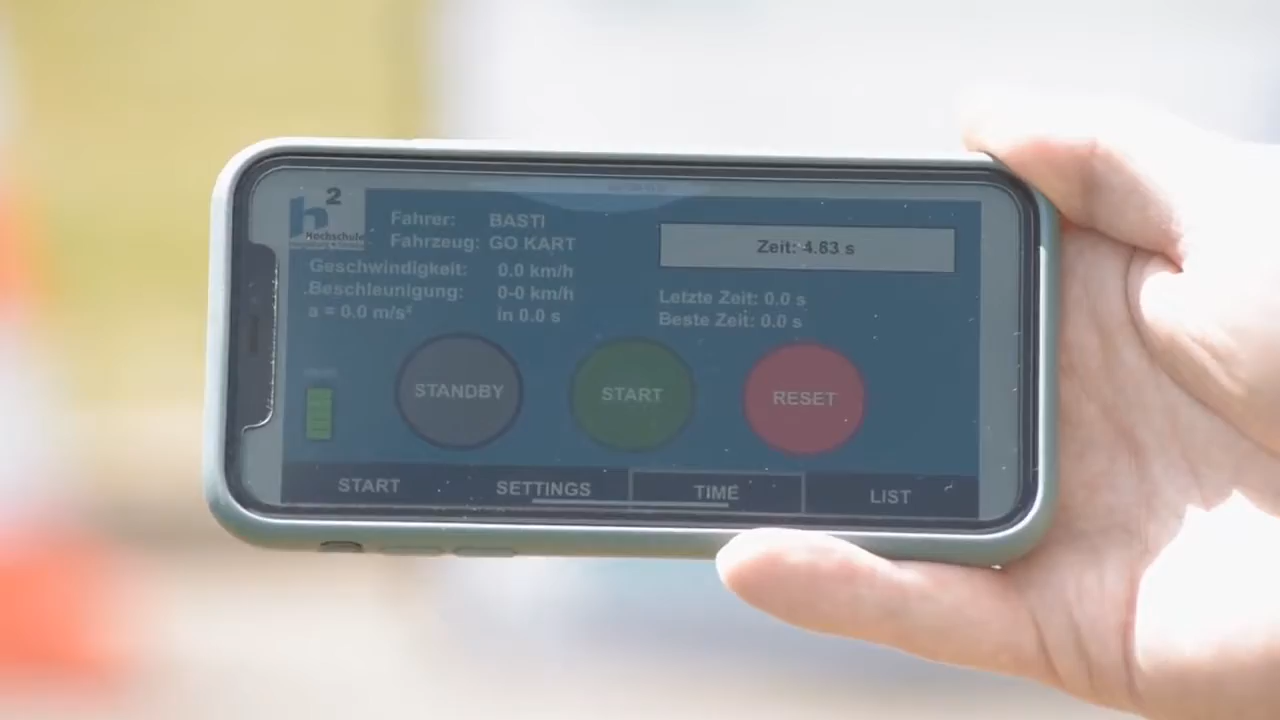 h2
Hochschule
Fahrer: BASTI
Fahrzeug: GO KART
Geschwindigkeit: 0.0 km/h
Beschleunigung: 0-0 km/h
a = 0.0 m/s² in 0.0 s
Zeit: 4.83 s
Letzte Zeit: 0.0 s
Beste Zeit: 0.0 s
STANDBY START RESET
START SETTINGS TIME LIST